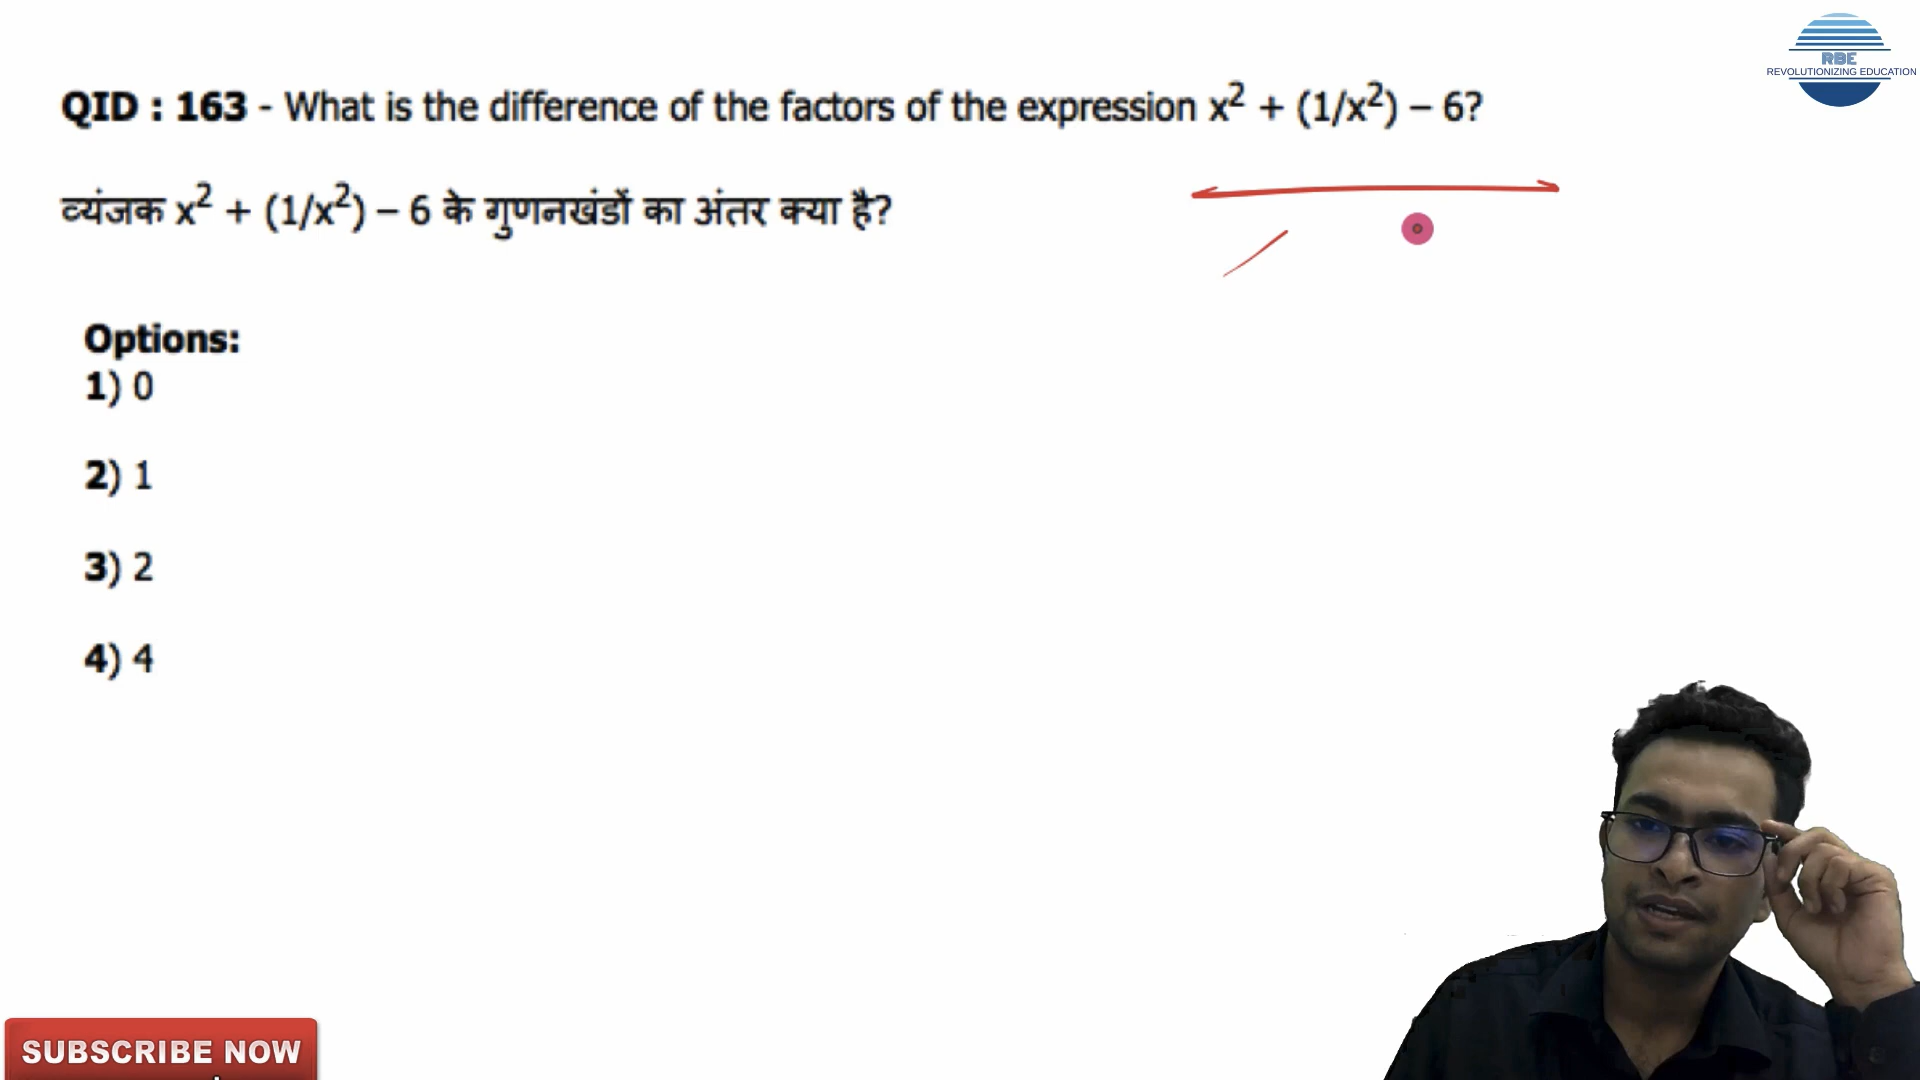 RBE
REVOLUTIONIZING EDUCATION
QID : 163 - What is the difference of the factors of the expression x² + (1/x²) – 6?
व्यंजक x² + (1/x²) – 6 के गुणनखंडों का अंतर क्या है?
Options:
1) 0
2) 1
3) 2
4) 4
SUBSCRIBE NOW